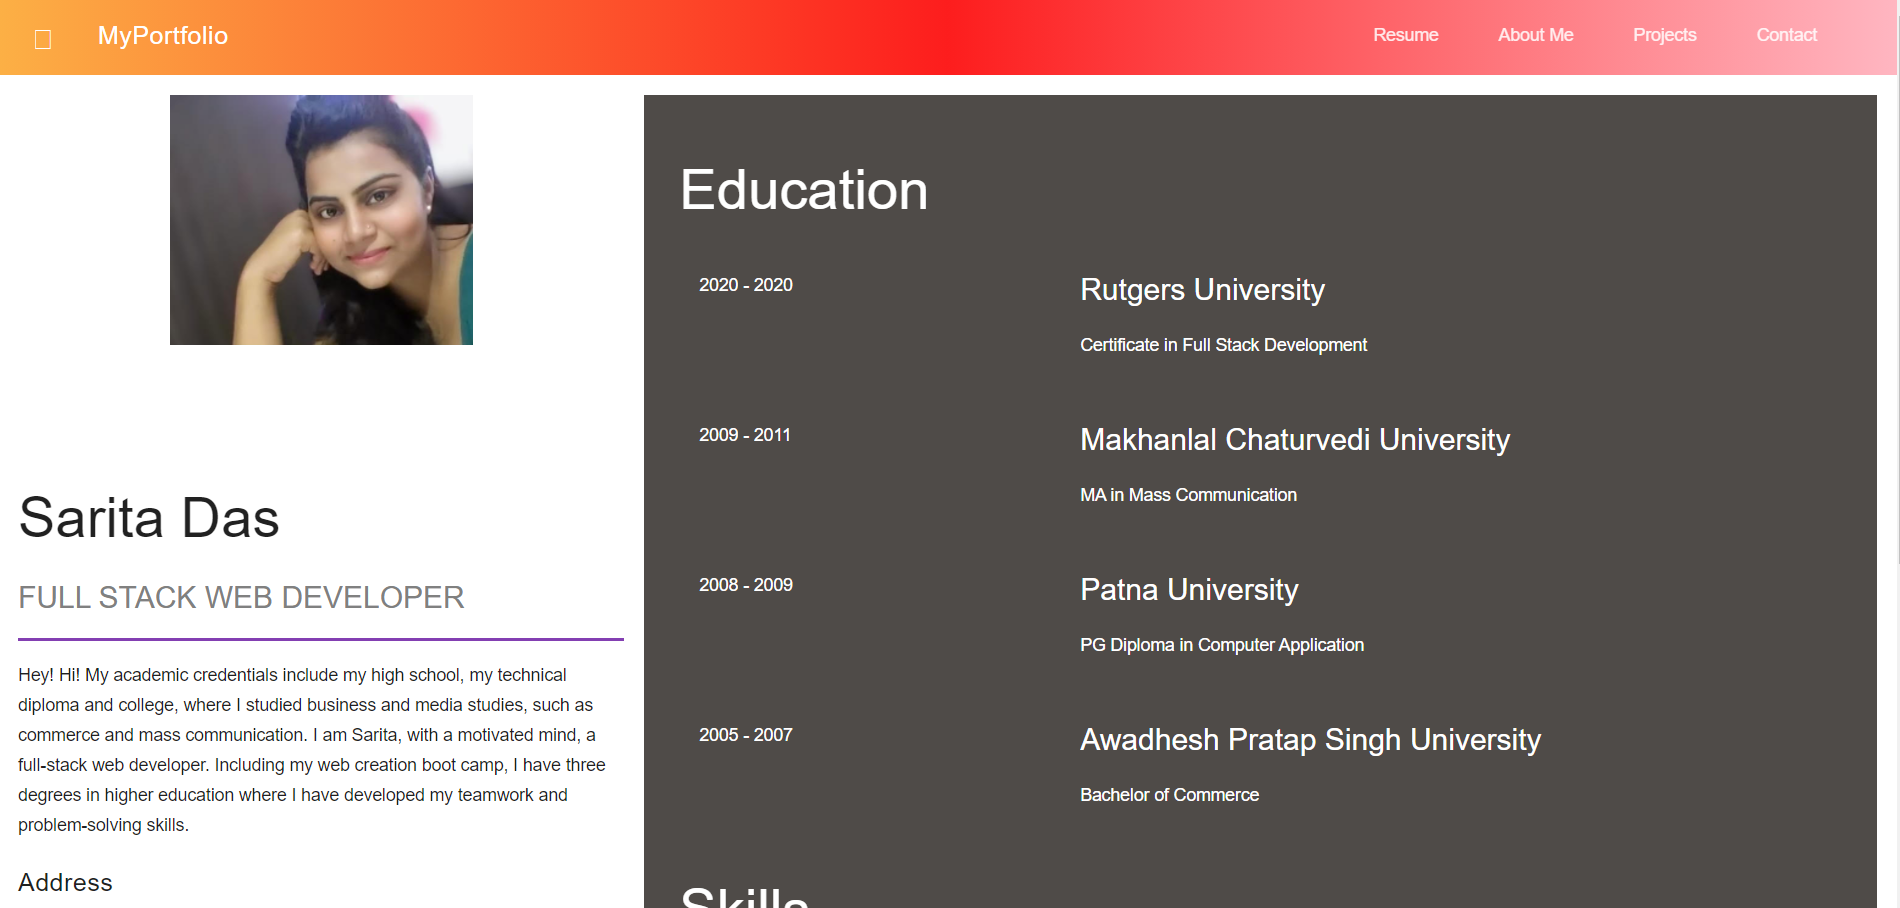 MyPortfolio
Resume
About Me
Projects
Contact
Sarita Das
FULL STACK WEB DEVELOPER
Hey! Hi! My academic credentials include my high school, my technical
diploma and college, where I studied business and media studies, such as
commerce and mass communication. I am Sarita, with a motivated mind, a
full-stack web developer. Including my web creation boot camp, I have three
degrees in higher education where I have developed my teamwork and
problem-solving skills.
Address
Education
2020 - 2020
Rutgers University
Certificate in Full Stack Development
2009 - 2011
Makhanlal Chaturvedi University
MA in Mass Communication
2008 - 2009
Patna University
PG Diploma in Computer Application
2005 - 2007
Awadhesh Pratap Singh University
Bachelor of Commerce
Skills